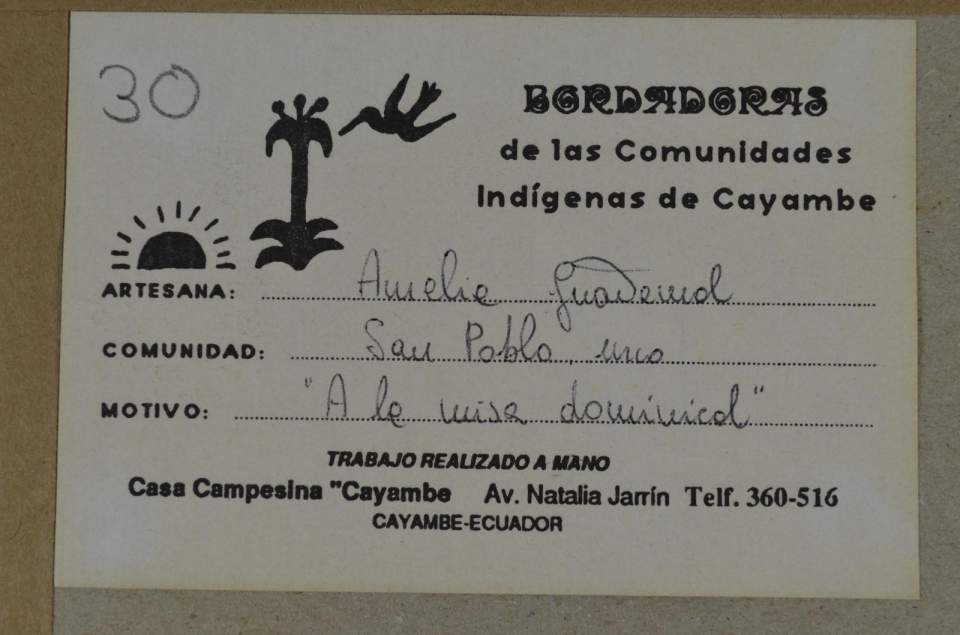 30
BORDADORAS
de las Comunidades
Indígenas de Cayambe
ARTESANA: Amelia Guademal
COMUNIDAD: San Pablo urco
MOTIVO: "A la misa dominical"
TRABAJO REALIZADO A MANO
Casa Campesina "Cayambe Av. Natalia Jarrín Telf. 360-516
CAYAMBE-ECUADOR